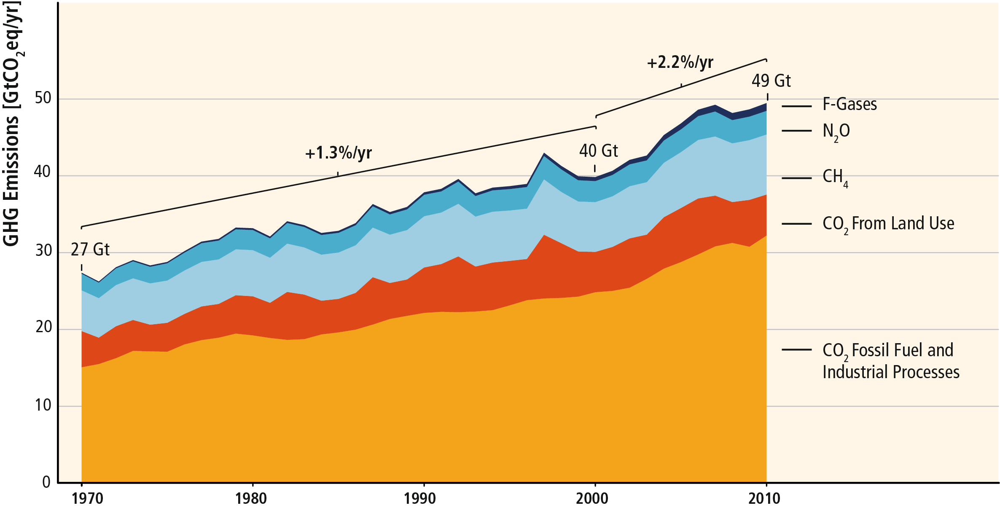 GHG Emissions [GtCO₂eq/yr]
+2.2%/yr
49 Gt
50
F-Gases
N₂O
+1.3%/yr
40 Gt
40
CH₄
CO₂ From Land Use
30
27 Gt
20
CO₂ Fossil Fuel and
Industrial Processes
10
0
1970 1980 1990 2000 2010